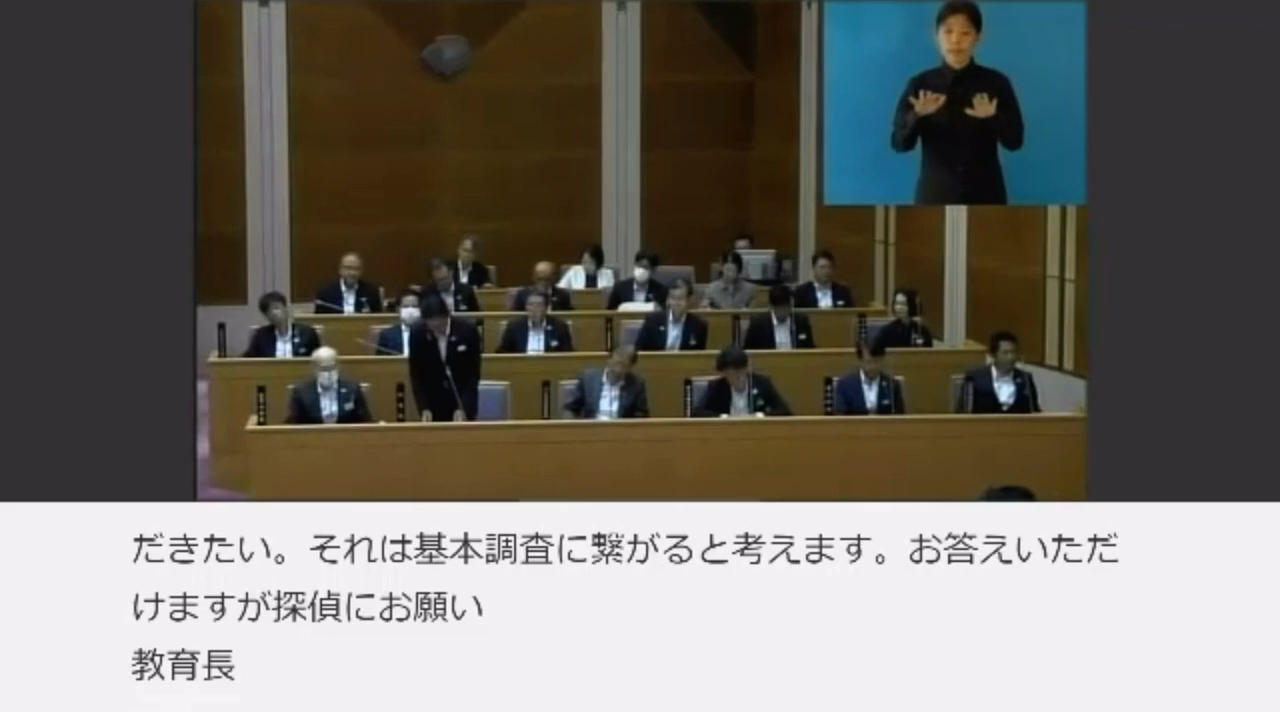 だきたい。それは基本調査に繋がると考えます。お答えいただ
けますが探偵にお願い
教育長